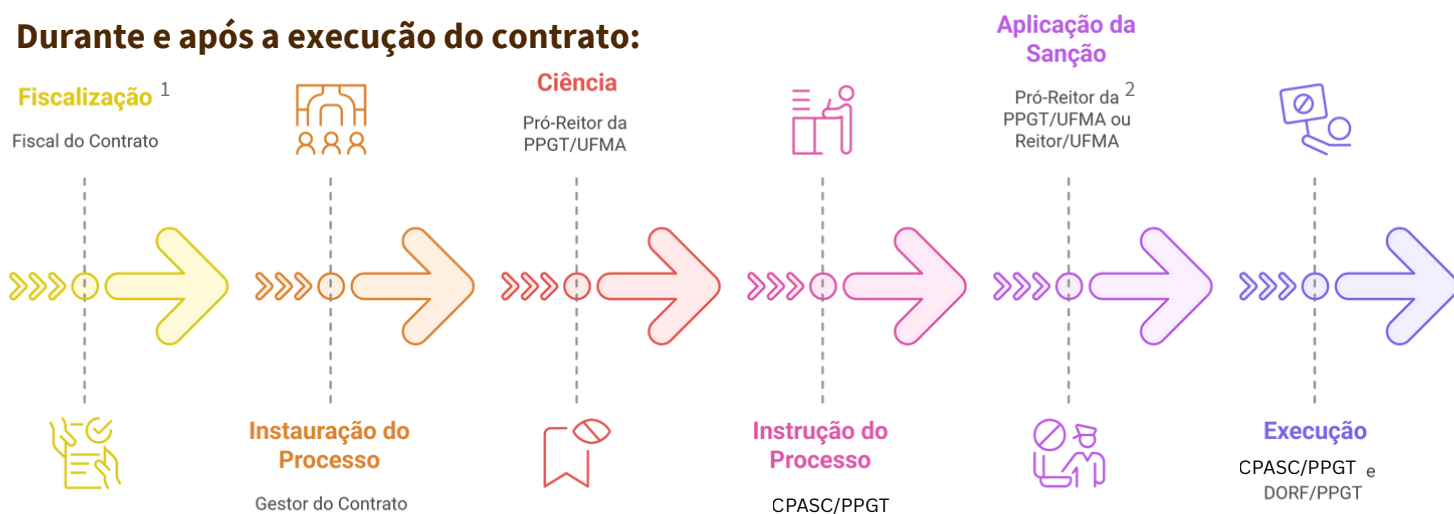 Durante e após a execução do contrato:
Fiscalização 1
Fiscal do Contrato
Instauração do
Processo
Gestor do Contrato
Ciência
Pró-Reitor da
PPGT/UFMA
Instrução do
Processo
CPASC/PPGT
Aplicação da
Sanção
Pró-Reitor da 2
PPGT/UFMA ou
Reitor/UFMA
Execução
CPASC/PPGT e
DORF/PPGT